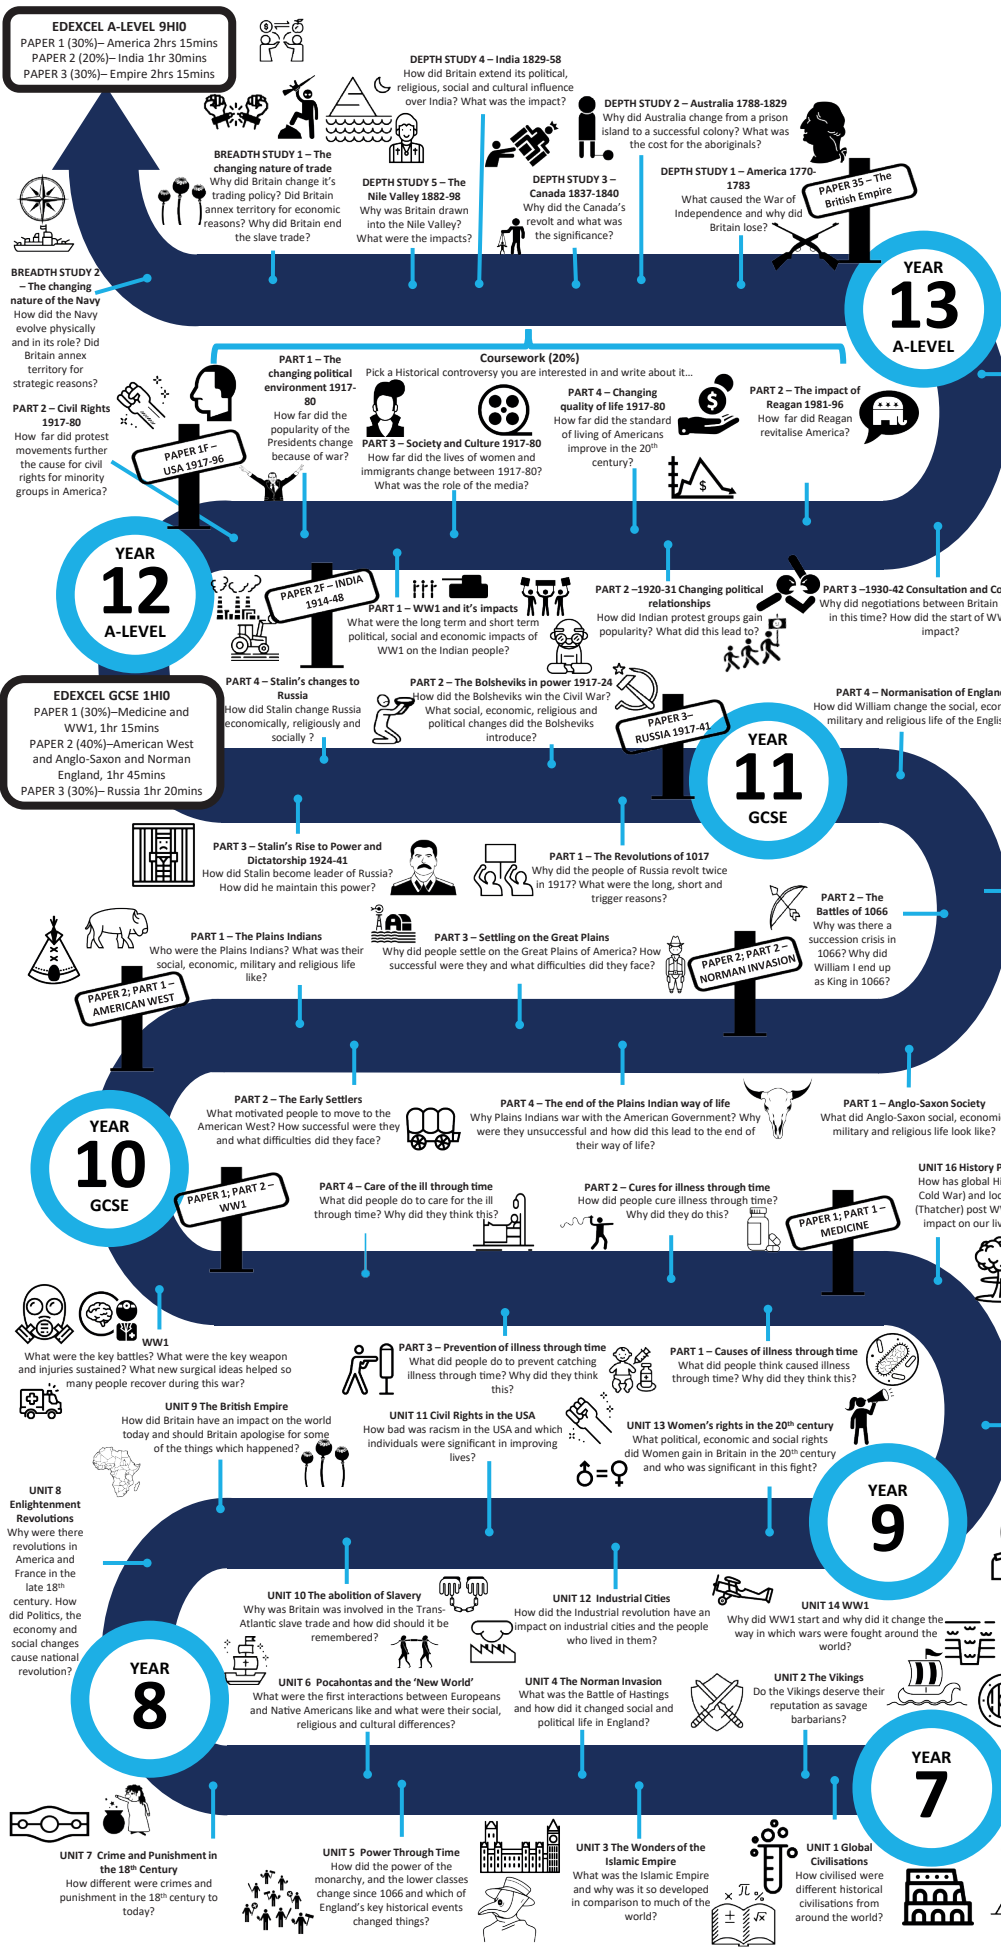 EDEXCEL A-LEVEL 9HI0
PAPER 1 (30%)– America 2hrs 15mins
PAPER 2 (20%)– India 1hr 30mins
PAPER 3 (30%)– Empire 2hrs 15mins
DEPTH STUDY 4 – India 1829-58
How did Britain extend its political,
religious, social and cultural influence
over India? What was the impact?
DEPTH STUDY 2 – Australia 1788-1829
Why did Australia change from a prison
island to a successful colony? What was
the cost for the aboriginals?
BREADTH STUDY 1 – The
changing nature of trade
Why did Britain change it's
trading policy? Did Britain
annex territory for economic
reasons? Why did Britain end
the slave trade?
DEPTH STUDY 5 – The
Nile Valley 1882-98
Why was Britain drawn
into the Nile Valley?
What were the impacts?
DEPTH STUDY 3 –
Canada 1837-1840
Why did the Canada's
revolt and what was
the significance?
DEPTH STUDY 1 – America 1770-
1783
What caused the War of
Independence and why did
Britain lose?
PAPER 35 – The
British Empire
YEAR
13
A-LEVEL
BREADTH STUDY 2
– The changing
nature of the Navy
How did the Navy
evolve physically
and in its role? Did
Britain annex
territory for
strategic reasons?
Coursework (20%)
Pick a Historical controversy you are interested in and write about it...
PART 2 – Civil Rights
1917-80
How far did protest
movements further
the cause for civil
rights for minority
groups in America?
PAPER 1F –
USA 1917-96
PART 1 – The
changing political
environment 1917-
80
How far did the
popularity of the
Presidents change
because of war?
PART 3 – Society and Culture 1917-80
How far did the lives of women and
immigrants change between 1917-80?
What was the role of the media?
PART 4 – Changing
quality of life 1917-80
How far did the standard
of living of Americans
improve in the 20th
century?
$
$
PART 2 – The impact of
Reagan 1981-96
How far did Reagan
revitalise America?
YEAR
12
A-LEVEL
PAPER 2F – INDIA
1914-48
PART 1 – WW1 and it's impacts
What were the long term and short term
political, social and economic impacts of
WW1 on the Indian people?
PART 2 –1920-31 Changing political
relationships
How did Indian protest groups gain
popularity? What did this lead to?
PART 3 –1930-42 Consultation and Co
Why did negotiations between Britain
in this time? How did the start of WW
impact?
EDEXCEL GCSE 1HI0
PAPER 1 (30%)–Medicine and
WW1, 1hr 15mins
PAPER 2 (40%)–American West
and Anglo-Saxon and Norman
England, 1hr 45mins
PAPER 3 (30%)– Russia 1hr 20mins
PART 4 – Stalin's changes to
Russia
How did Stalin change Russia
economically, religiously and
socially ?
PART 2 – The Bolsheviks in power 1917-24
How did the Bolsheviks win the Civil War?
What social, economic, religious and
political changes did the Bolsheviks
introduce?
PAPER 3–
RUSSIA 1917-41
YEAR
11
GCSE
PART 4 – Normanisation of England
How did William change the social, econ
military and religious life of the Englis
PART 3 – Stalin's Rise to Power and
Dictatorship 1924-41
How did Stalin become leader of Russia?
How did he maintain this power?
PART 1 – The Revolutions of 1017
Why did the people of Russia revolt twice
in 1917? What were the long, short and
trigger reasons?
PART 2 – The
Battles of 1066
Why was there a
succession crisis in
1066? Why did
William I end up
as King in 1066?
PART 1 – The Plains Indians
Who were the Plains Indians? What was their
social, economic, military and religious life
like?
PART 3 – Settling on the Great Plains
Why did people settle on the Great Plains of America? How
successful were they and what difficulties did they face?
PAPER 2; PART 2 –
NORMAN INVASION
PAPER 2; PART 1 –
AMERICAN WEST
YEAR
10
GCSE
PART 2 – The Early Settlers
What motivated people to move to the
American West? How successful were they
and what difficulties did they face?
PART 4 – The end of the Plains Indian way of life
Why Plains Indians war with the American Government? Why
were they unsuccessful and how did this lead to the end of
their way of life?
PART 1 – Anglo-Saxon Society
What did Anglo-Saxon social, economic
military and religious life look like?
PAPER 1; PART 2 –
WW1
PART 4 – Care of the ill through time
What did people do to care for the ill
through time? Why did they think this?
PART 2 – Cures for illness through time
How did people cure illness through time?
Why did they do this?
PAPER 1; PART 1 –
MEDICINE
UNIT 16 History P
How has global Hi
Cold War) and loc
(Thatcher) post WW
impact on our liv
WW1
What were the key battles? What were the key weapon
and injuries sustained? What new surgical ideas helped so
many people recover during this war?
PART 3 – Prevention of illness through time
What did people do to prevent catching
illness through time? Why did they think
this?
PART 1 – Causes of illness through time
What did people think caused illness
through time? Why did they think this?
UNIT 9 The British Empire
How did Britain have an impact on the world
today and should Britain apologise for some
of the things which happened?
UNIT 11 Civil Rights in the USA
How bad was racism in the USA and which
individuals were significant in improving
lives?
UNIT 13 Women's rights in the 20th century
What political, economic and social rights
did Women gain in Britain in the 20th century
and who was significant in this fight?
YEAR
9
UNIT 8
Enlightenment
Revolutions
Why were there
revolutions in
America and
France in the
late 18th
century. How
did Politics, the
economy and
social changes
cause national
revolution?
UNIT 10 The abolition of Slavery
Why was Britain was involved in the Trans-
Atlantic slave trade and how did should it be
remembered?
UNIT 12 Industrial Cities
How did the Industrial revolution have an
impact on industrial cities and the people
who lived in them?
UNIT 14 WW1
Why did WW1 start and why did it change the
way in which wars were fought around the
world?
YEAR
8
UNIT 6 Pocahontas and the 'New World'
What were the first interactions between Europeans
and Native Americans like and what were their social,
religious and cultural differences?
UNIT 4 The Norman Invasion
What was the Battle of Hastings
and how did it changed social and
political life in England?
UNIT 2 The Vikings
Do the Vikings deserve their
reputation as savage
barbarians?
YEAR
7
UNIT 7 Crime and Punishment in
the 18th Century
How different were crimes and
punishment in the 18th century to
today?
UNIT 5 Power Through Time
How did the power of the
monarchy, and the lower classes
change since 1066 and which of
England's key historical events
changed things?
UNIT 3 The Wonders of the
Islamic Empire
What was the Islamic Empire
and why was it so developed
in comparison to much of the
world?
× π %
± √x
UNIT 1 Global
Civilisations
How civilised were
different historical
civilisations from
around the world?